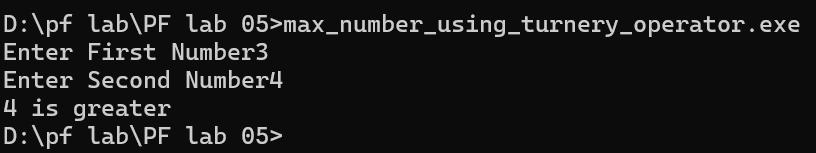 D:\pf lab\PF lab 05>max_number_using_turnery_operator.exe
Enter First Number3
Enter Second Number4
4 is greater
D:\pf lab\PF lab 05>